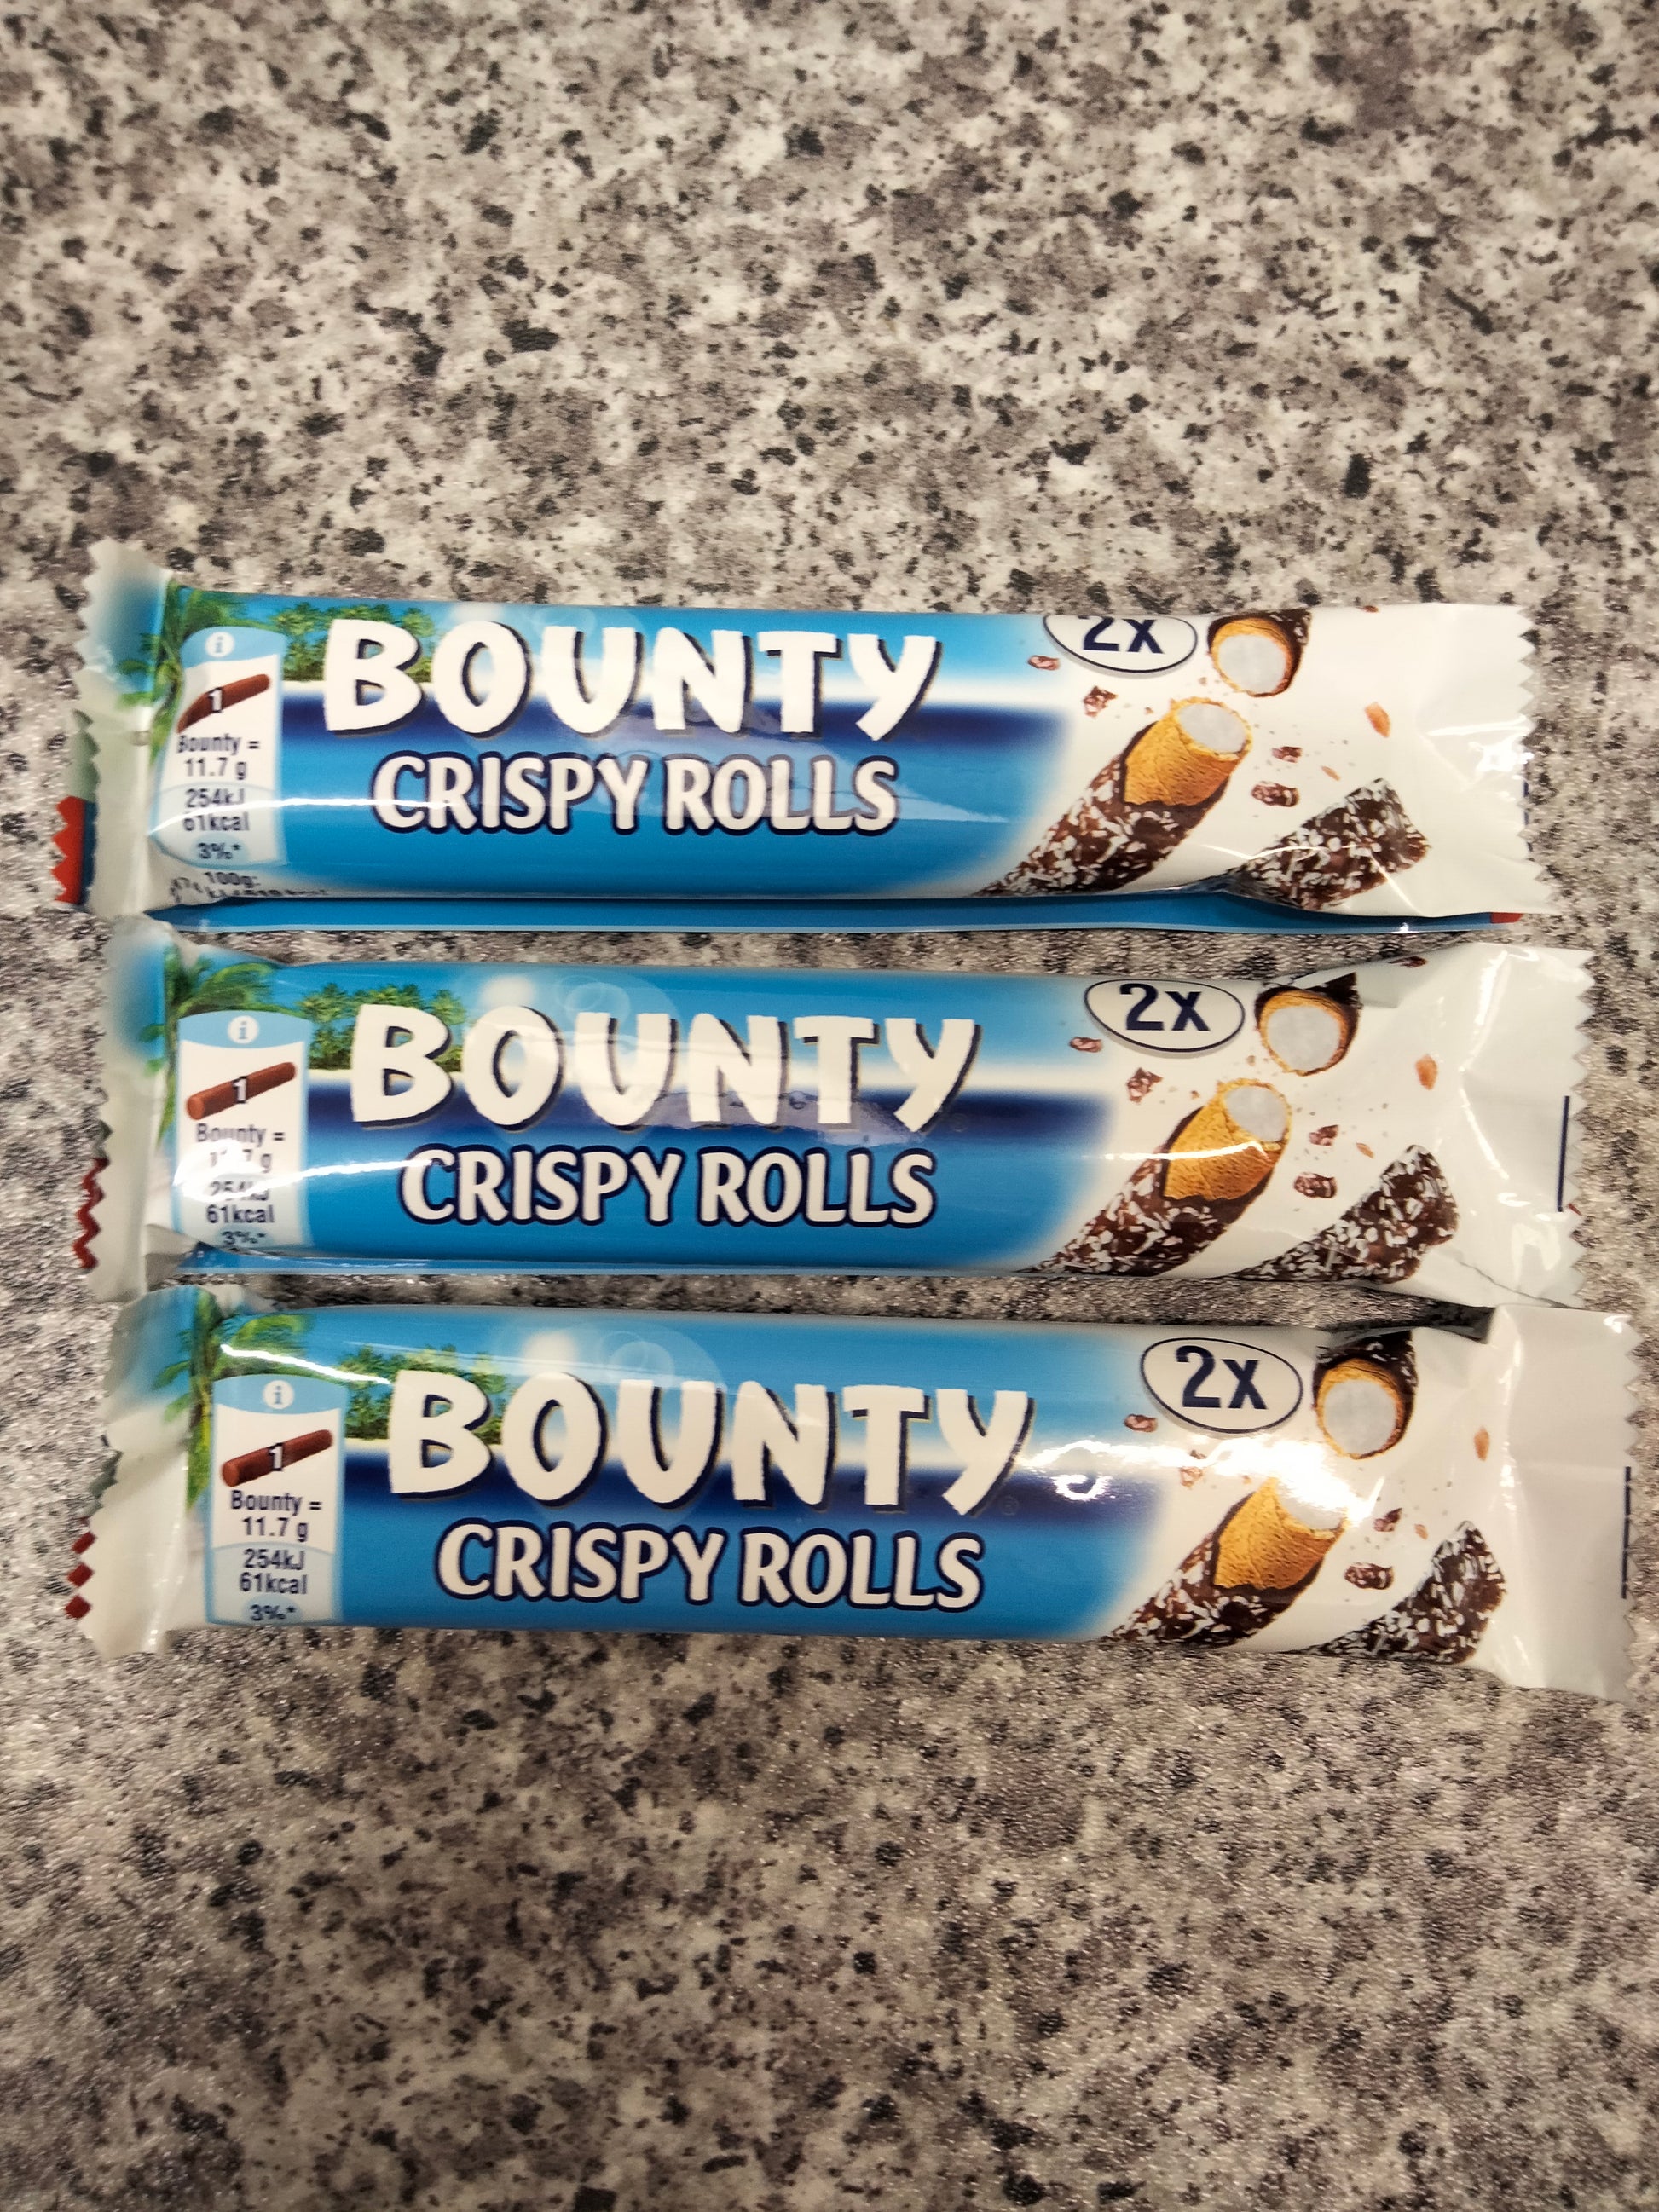 2x
BOUNTY
CRISPY ROLLS
i
1
Bounty =
11.7 g
254kJ
61kcal
3%*
100g:
2x
BOUNTY
CRISPY ROLLS
i
1
Bounty =
61kcal
3%*
2x
BOUNTY
CRISPY ROLLS
i
1
Bounty =
11.7 g
254kJ
61kcal
3%*